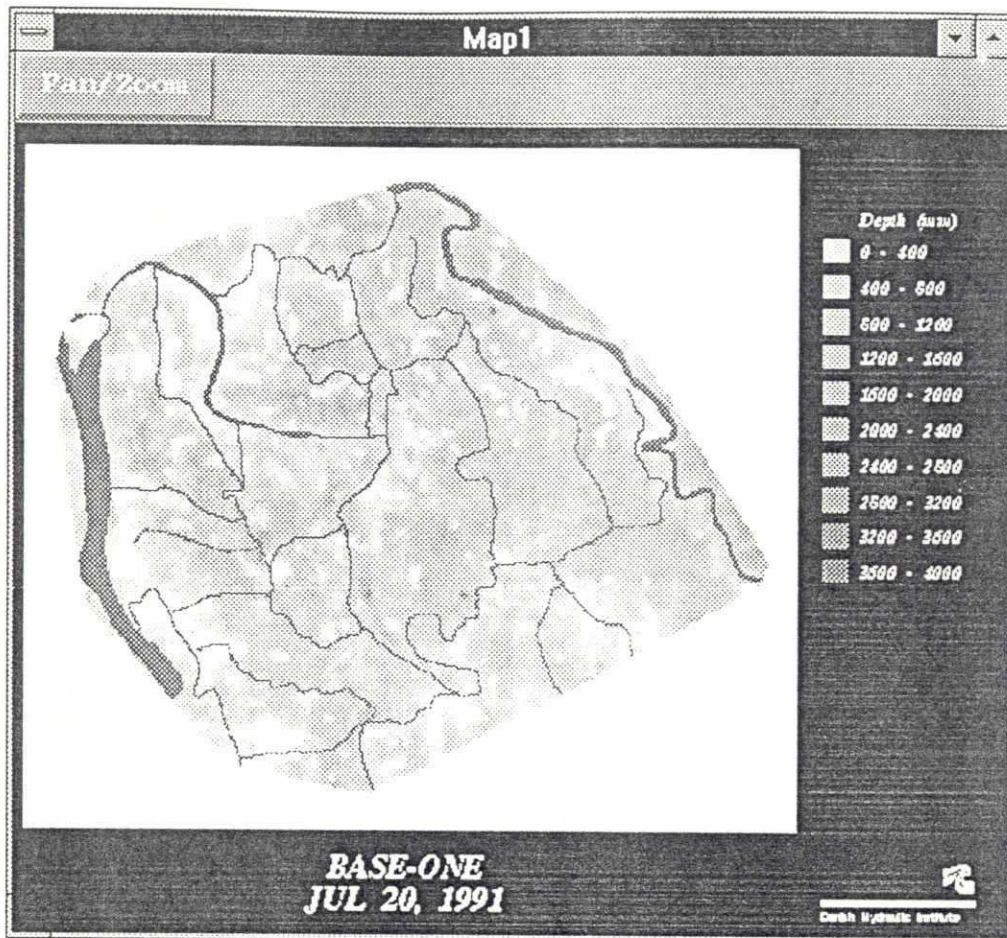 Map1
Pan/Zoom
Depth (mm)
0 - 400
400 - 800
800 - 1200
1200 - 1600
1600 - 2000
2000 - 2400
2400 - 2800
2800 - 3200
3200 - 3600
3600 - 4000
BASE-ONE
JUL 20, 1991
Danish Hydraulic Institute